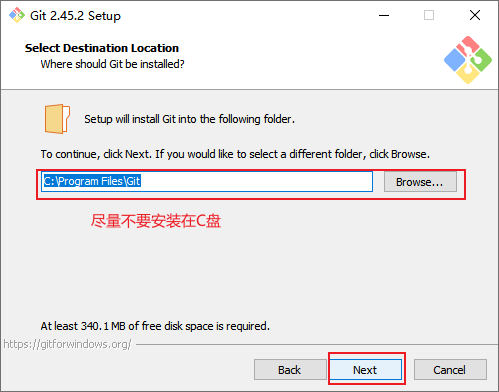 Git 2.45.2 Setup
Select Destination Location
Where should Git be installed?
Setup will install Git into the following folder.
To continue, click Next. If you would like to select a different folder, click Browse.
C:\Program Files\Git
Browse...
尽量不要安装在C盘
At least 340.1 MB of free disk space is required.
https://gitforwindows.org/
Back
Next
Cancel